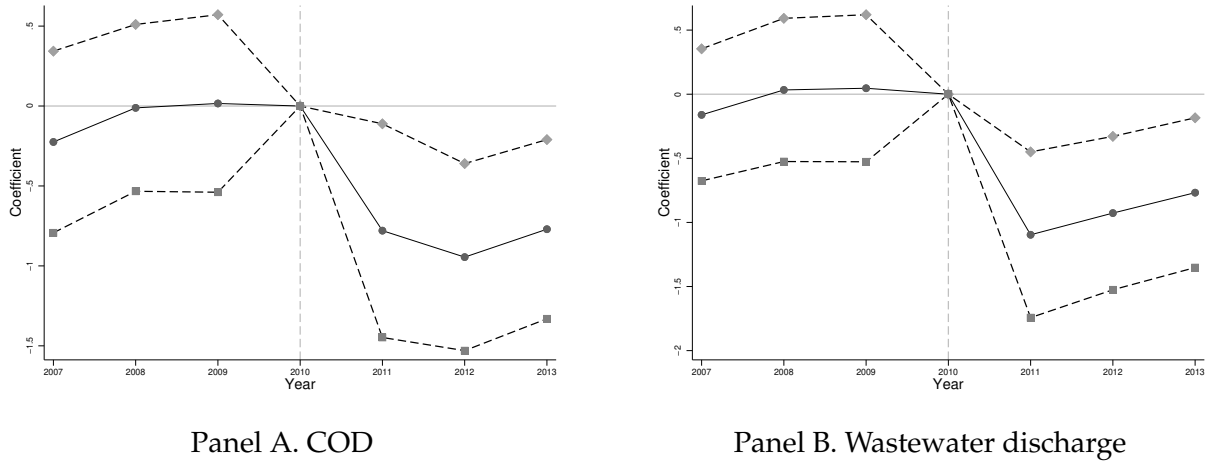 .5
0
-.5
-1
-1.5
Coefficient
2007 2008 2009 2010 2011 2012 2013
Year
Panel A. COD
.5
0
-.5
-1
-1.5
-2
Coefficient
2007 2008 2009 2010 2011 2012 2013
Year
Panel B. Wastewater discharge